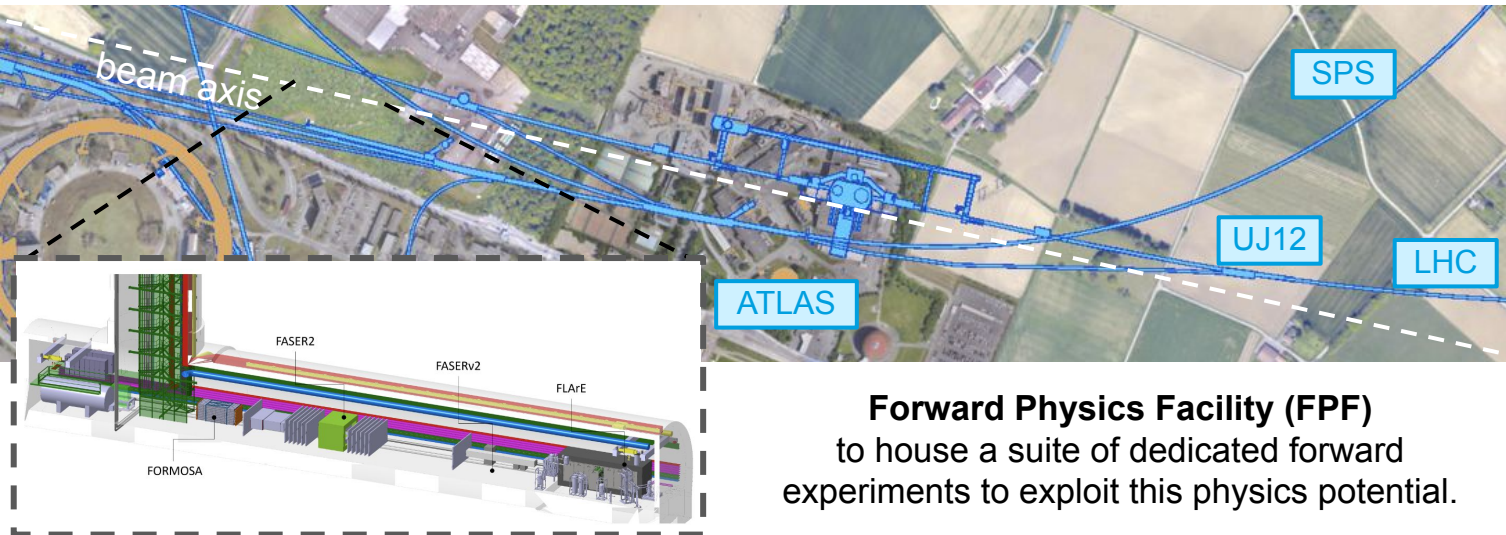 beam axis
SPS
UJ12
LHC
ATLAS
FASER2
FASERv2
FLArE
FORMOSA
Forward Physics Facility (FPF)
to house a suite of dedicated forward
experiments to exploit this physics potential.